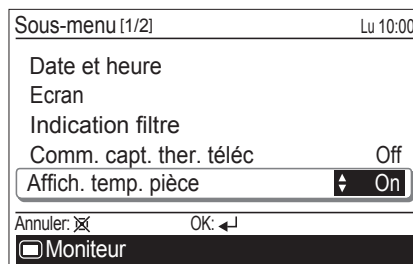 Sous-menu [1/2] Lu 10:00
Date et heure
Ecran
Indication filtre
Comm. capt. ther. téléc Off
Affich. temp. pièce On
Annuler: OK:
Moniteur